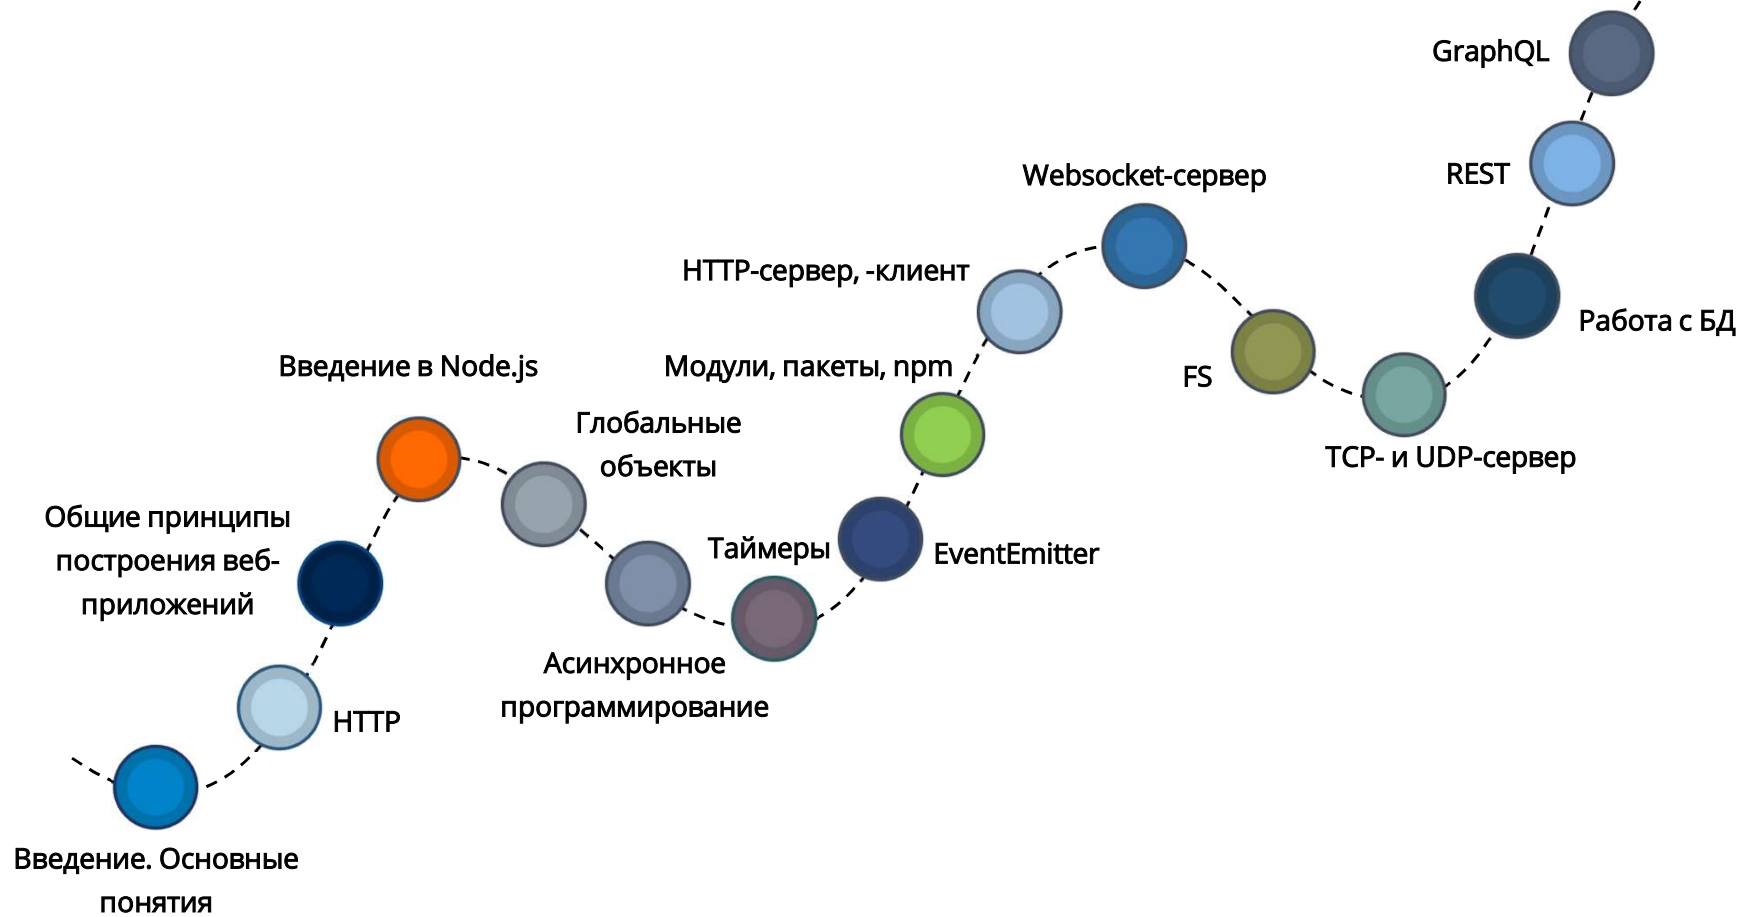 GraphQL
REST
Websocket-сервер
HTTP-сервер, -клиент
Работа с БД
Введение в Node.js
Модули, пакеты, npm
FS
Глобальные
объекты
TCP- и UDP-сервер
Общие принципы
построения веб-
приложений
Таймеры
EventEmitter
Асинхронное
программирование
HTTP
Введение. Основные
понятия